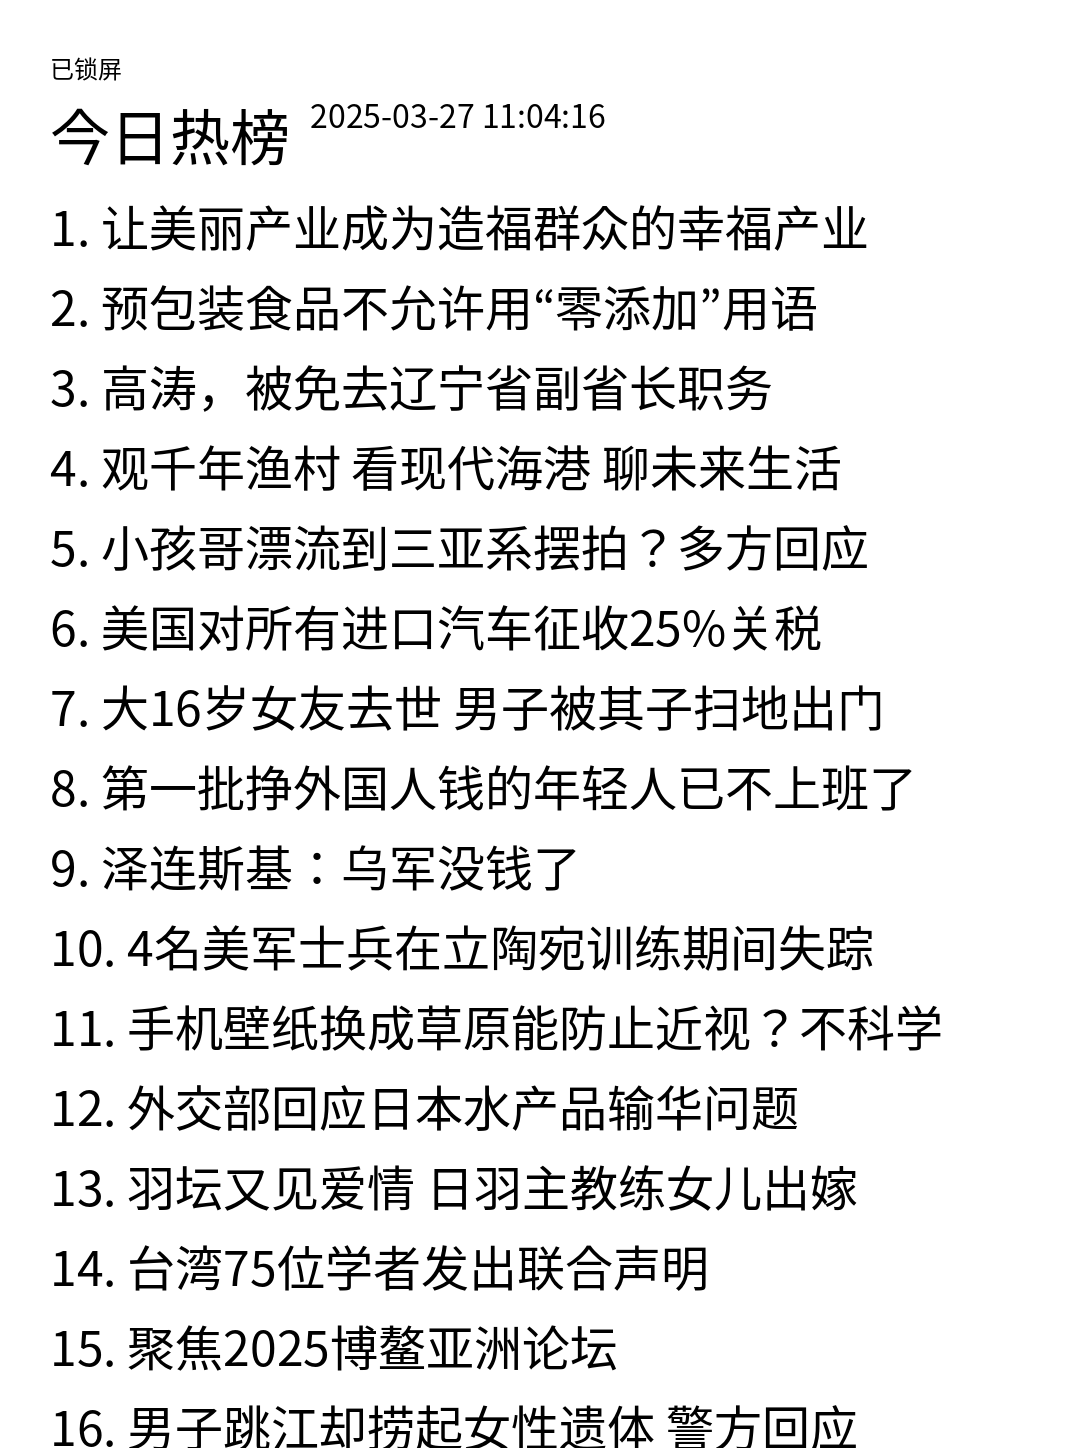 已锁屏
今日热榜 2025-03-27 11:04:16
1. 让美丽产业成为造福群众的幸福产业
2. 预包装食品不允许用“零添加”用语
3. 高涛，被免去辽宁省副省长职务
4. 观千年渔村 看现代海港 聊未来生活
5. 小孩哥漂流到三亚系摆拍？多方回应
6. 美国对所有进口汽车征收25%关税
7. 大16岁女友去世 男子被其子扫地出门
8. 第一批挣外国人钱的年轻人已不上班了
9. 泽连斯基：乌军没钱了
10. 4名美军士兵在立陶宛训练期间失踪
11. 手机壁纸换成草原能防止近视？不科学
12. 外交部回应日本水产品输华问题
13. 羽坛又见爱情 日羽主教练女儿出嫁
14. 台湾75位学者发出联合声明
15. 聚焦2025博鳌亚洲论坛
16. 男子跳江却捞起女性遗体 警方回应